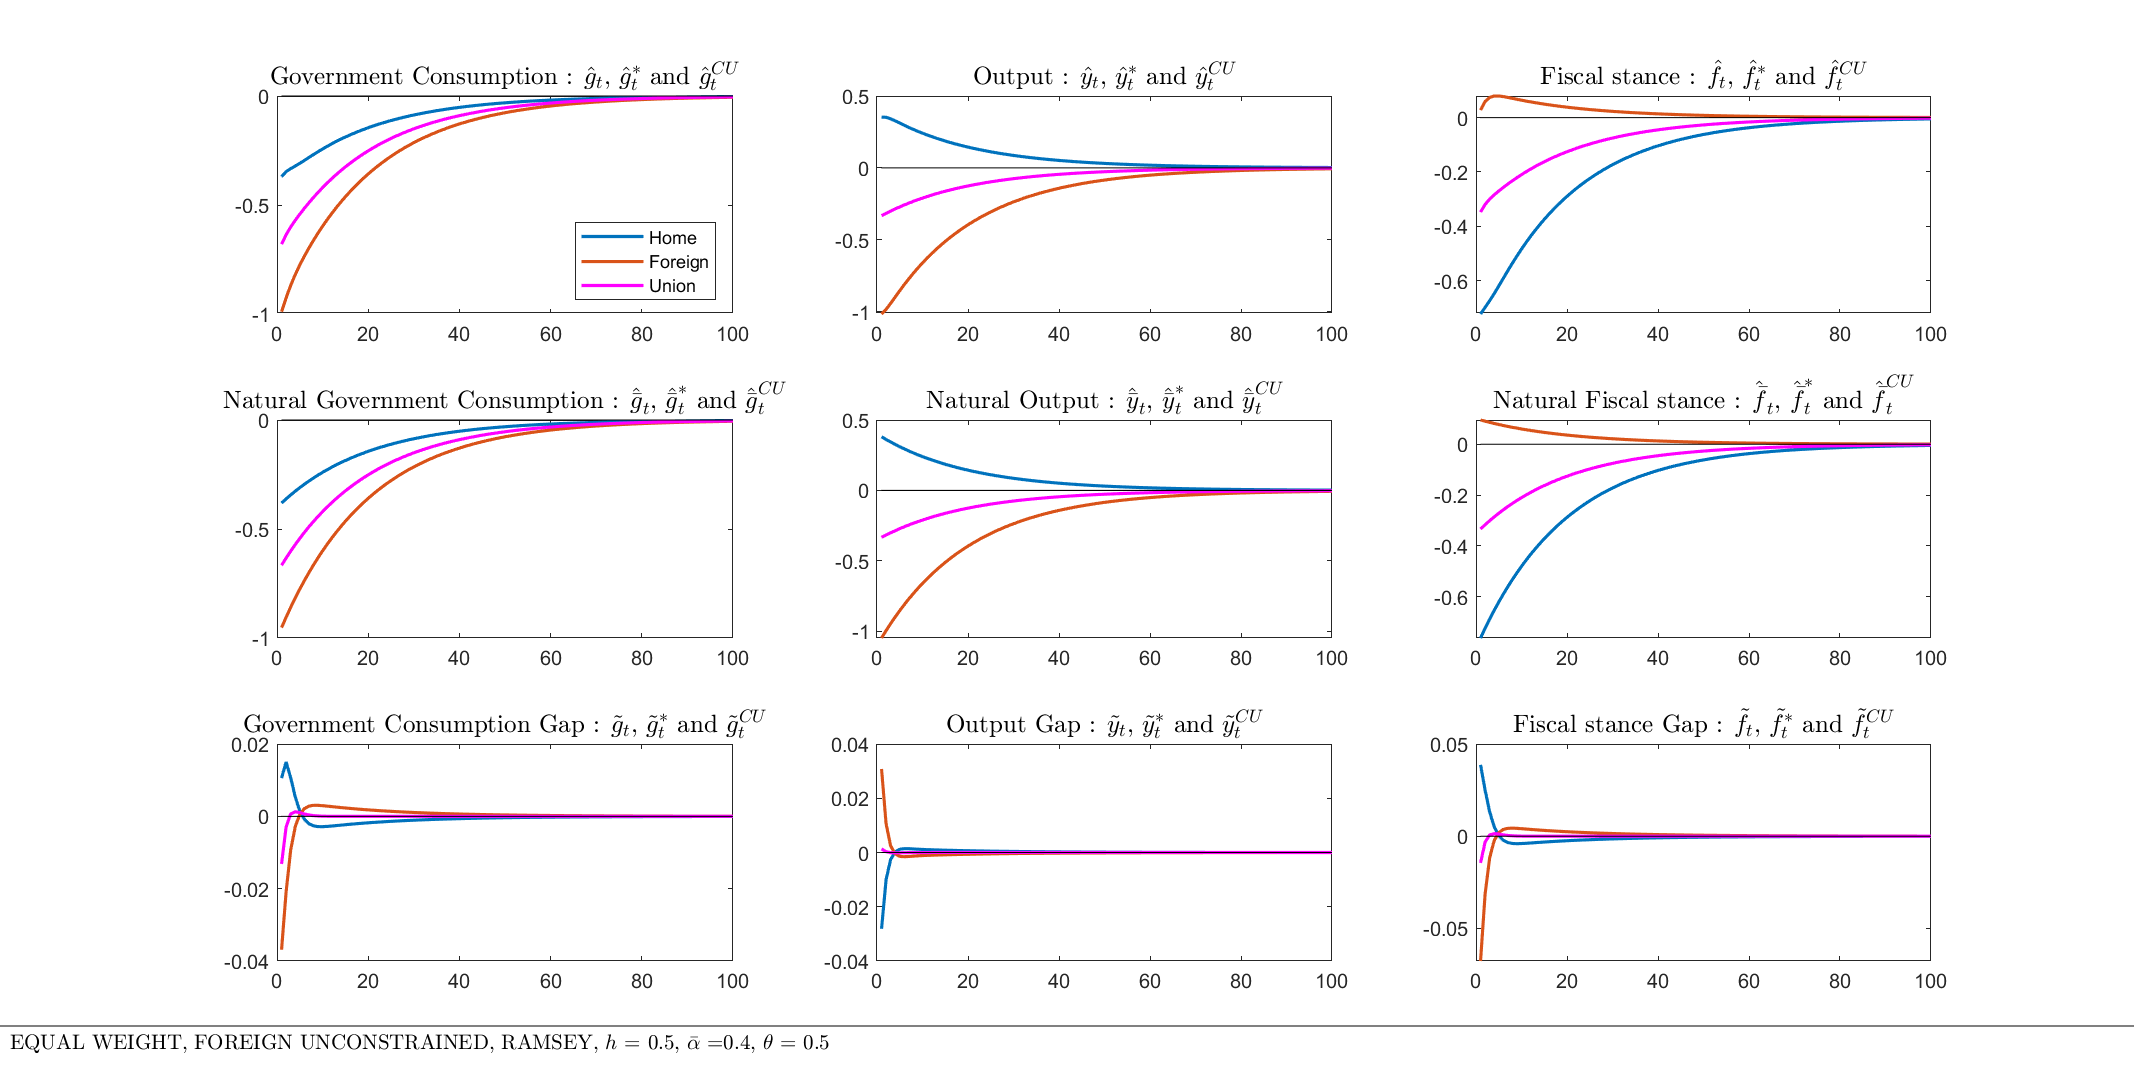 Government Consumption : ĝₜ, ĝₜ* and ĝₜᶜᵁ
0
-0.5
-1
0 20 40 60 80 100
Home
Foreign
Union
Output : ŷₜ, ŷₜ* and ŷₜᶜᵁ
0.5
0
-0.5
-1
0 20 40 60 80 100
Fiscal stance : f̂ₜ, f̂ₜ* and f̂ₜᶜᵁ
0
-0.2
-0.4
-0.6
0 20 40 60 80 100
Natural Government Consumption : ḡ̂ₜ, ḡ̂ₜ* and ḡ̂ₜᶜᵁ
0
-0.5
-1
0 20 40 60 80 100
Natural Output : ȳ̂ₜ, ȳ̂ₜ* and ȳ̂ₜᶜᵁ
0.5
0
-0.5
-1
0 20 40 60 80 100
Natural Fiscal stance : f̄̂ₜ, f̄̂ₜ* and f̄̂ₜᶜᵁ
0
-0.2
-0.4
-0.6
0 20 40 60 80 100
Government Consumption Gap : g̃ₜ, g̃ₜ* and g̃ₜᶜᵁ
0.02
0
-0.02
-0.04
0 20 40 60 80 100
Output Gap : ỹₜ, ỹₜ* and ỹₜᶜᵁ
0.04
0.02
0
-0.02
-0.04
0 20 40 60 80 100
Fiscal stance Gap : f̃ₜ, f̃ₜ* and f̃ₜᶜᵁ
0.05
0
-0.05
0 20 40 60 80 100
EQUAL WEIGHT, FOREIGN UNCONSTRAINED, RAMSEY, h = 0.5, ᾱ =0.4, θ = 0.5